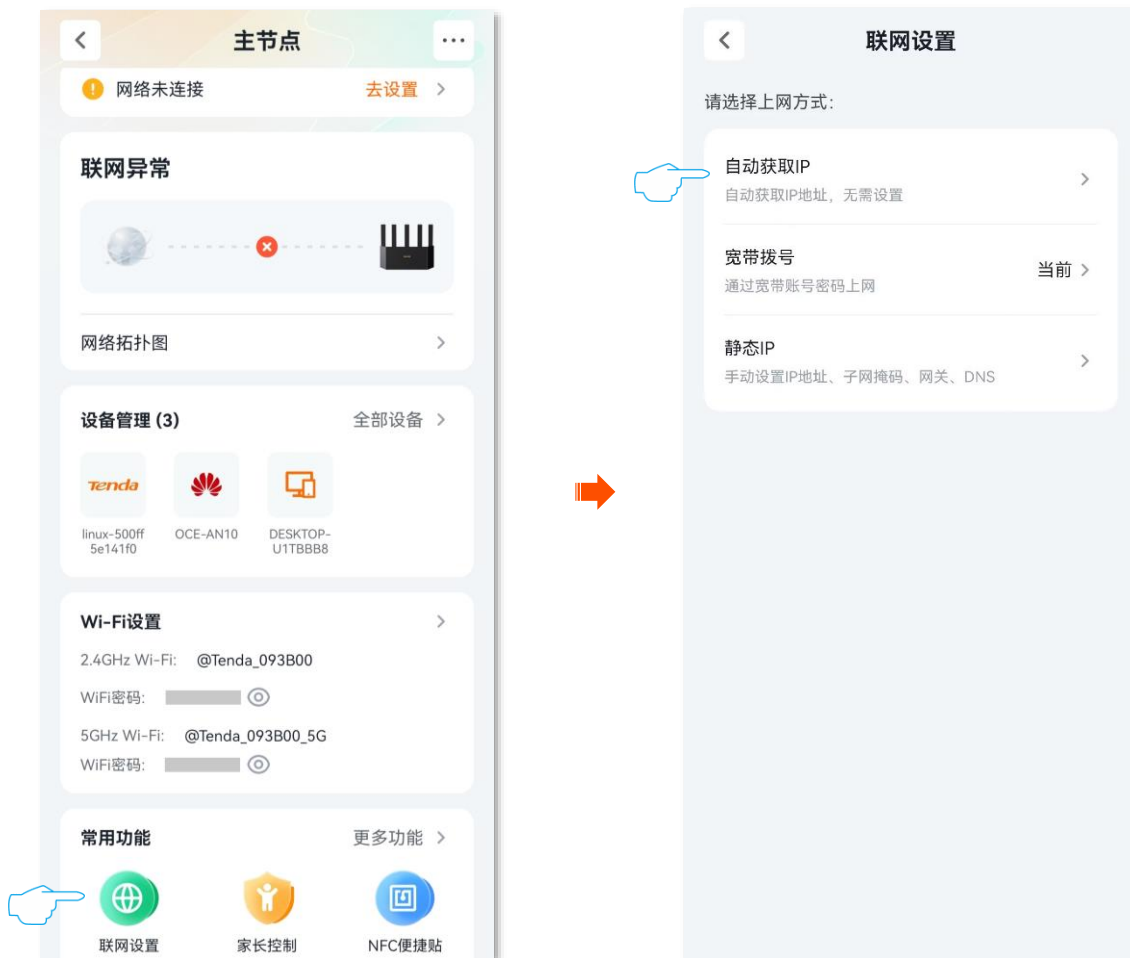 主节点
网络未连接 去设置
联网异常
网络拓扑图
设备管理 (3) 全部设备
Tenda
linux-500ff
5e141f0
OCE-AN10
DESKTOP-
U1TBBB8
Wi-Fi设置
2.4GHz Wi-Fi: @Tenda_093B00
WiFi密码:
5GHz Wi-Fi: @Tenda_093B00_5G
WiFi密码:
常用功能 更多功能
联网设置 家长控制 NFC便捷贴
联网设置
请选择上网方式:
自动获取IP
自动获取IP地址，无需设置
宽带拨号
通过宽带账号密码上网
当前
静态IP
手动设置IP地址、子网掩码、网关、DNS